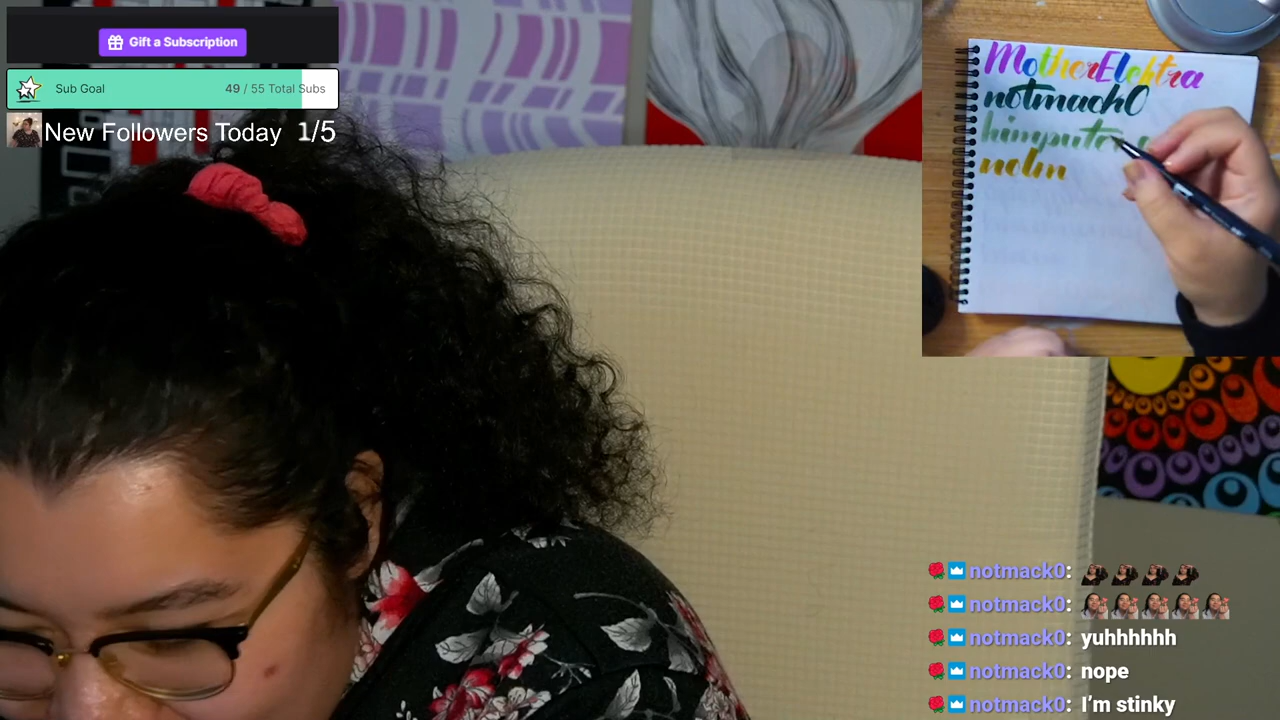 Gift a Subscription
Sub Goal 49 / 55 Total Subs
New Followers Today 1/5
MotherElektra
notmack0
notmack0:
notmack0:
notmack0: yuhhhhhh
notmack0: nope
notmack0: I'm stinky